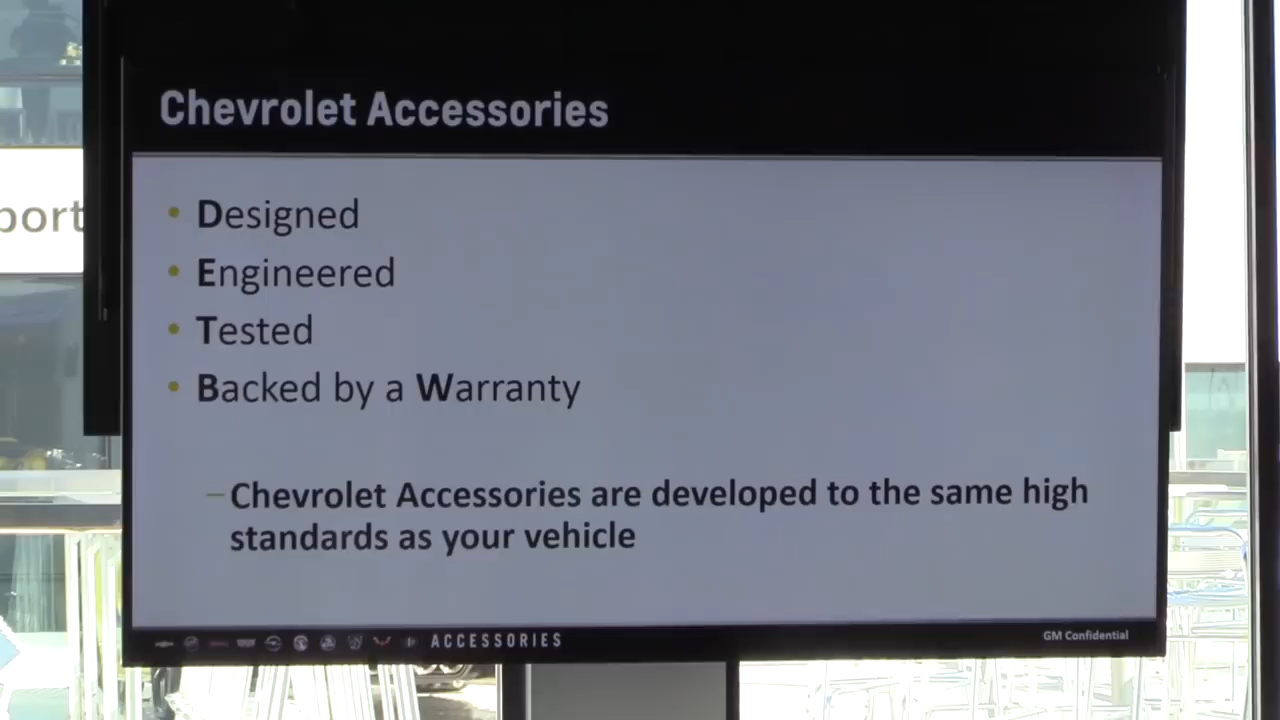 Chevrolet Accessories
port
• Designed
• Engineered
• Tested
• Backed by a Warranty
– Chevrolet Accessories are developed to the same high
standards as your vehicle
ACCESSORIES
GM Confidential